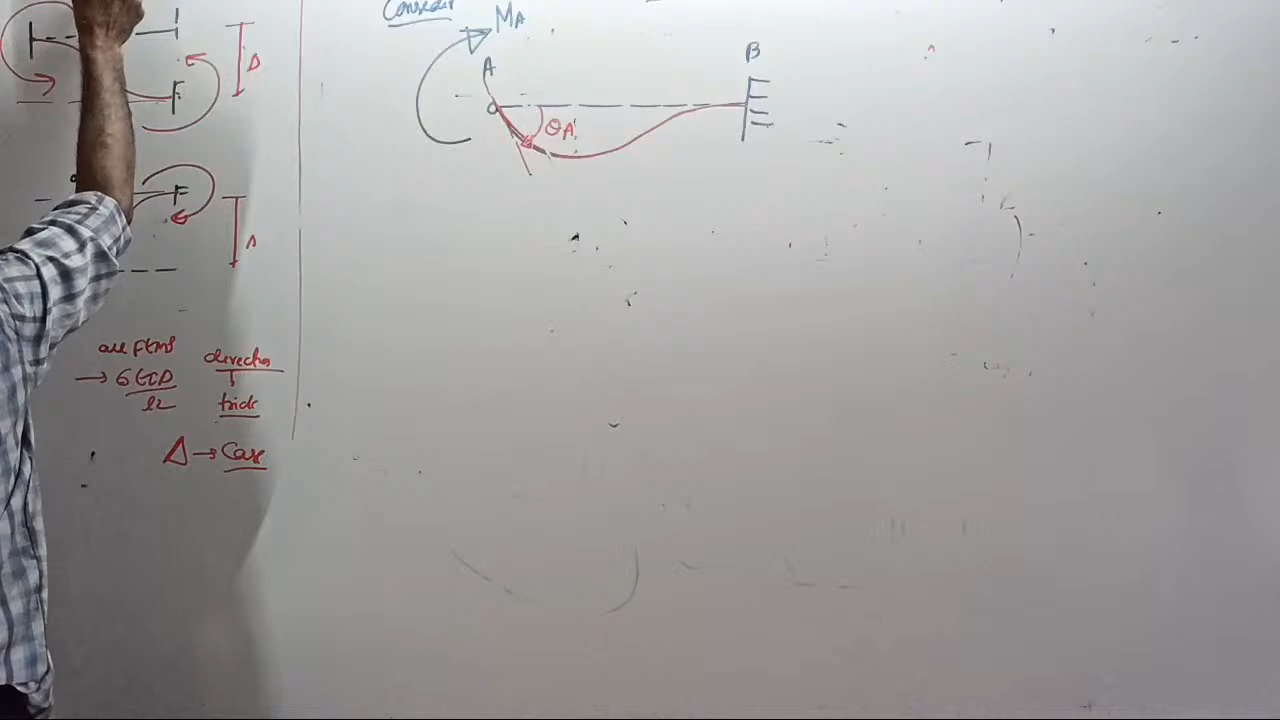 Δ
Δ
all FEMs direction
→ 6EIΔ
l2
trick
Δ → Case
Consider
MA
A
B
θA